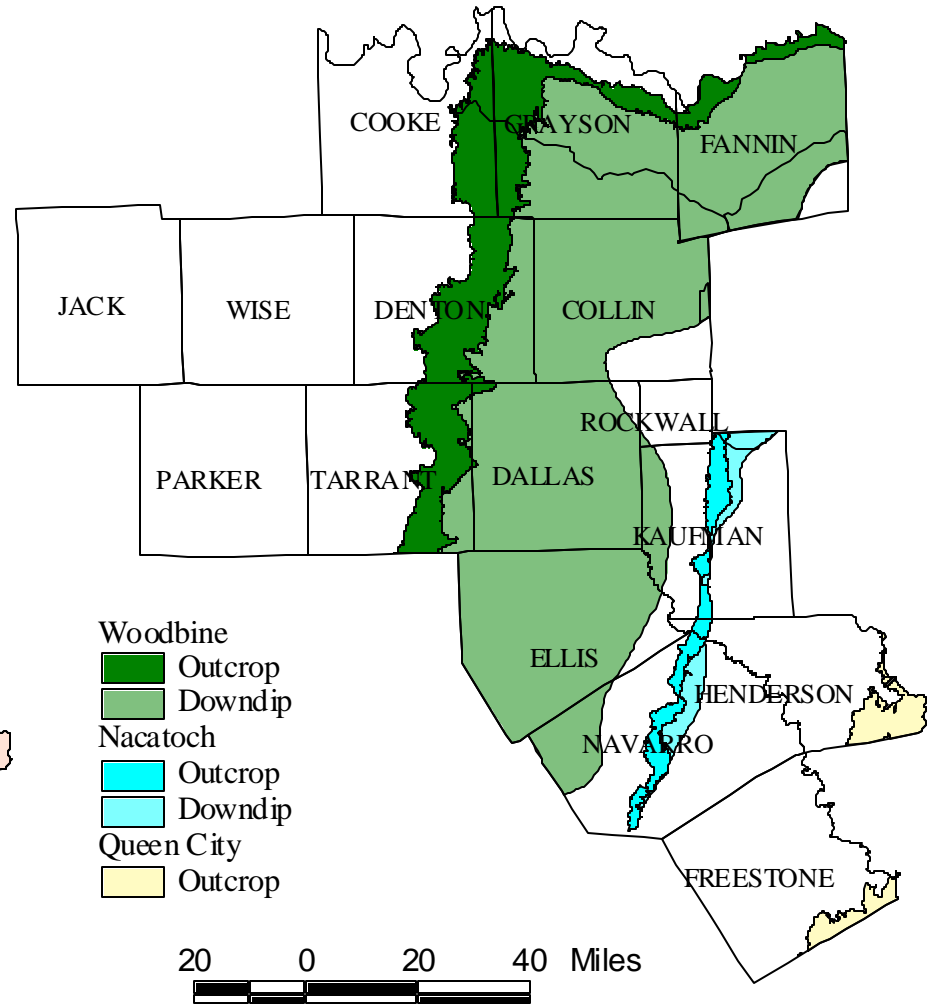 COOKE
GRAYSON
FANNIN
JACK
WISE
DENTON
COLLIN
ROCKWALL
PARKER
TARRANT
DALLAS
KAUFMAN
ELLIS
HENDERSON
NAVARRO
FREESTONE
Woodbine
Outcrop
Downdip
Nacatoch
Outcrop
Downdip
Queen City
Outcrop
20 0 20 40 Miles